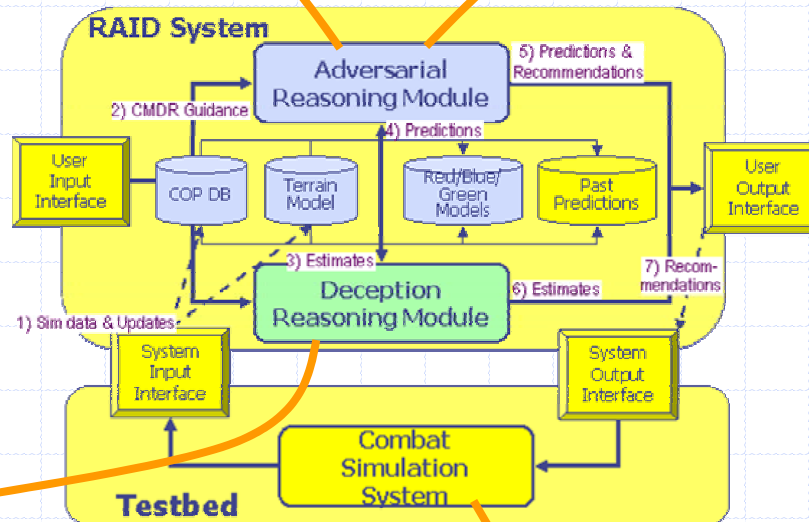 RAID System
5) Predictions &
Recommendations
Adversarial
Reasoning Module
2) CMDR Guidance
4) Predictions
User
Input
Interface
COP DB
Terrain
Model
Red/Blue/
Green
Models
Past
Predictions
User
Output
Interface
3) Estimates
7) Recom-
mendations
Deception
Reasoning Module
6) Estimates
1) Sim data & Updates
System
Input
Interface
System
Output
Interface
Combat
Simulation
System
Testbed